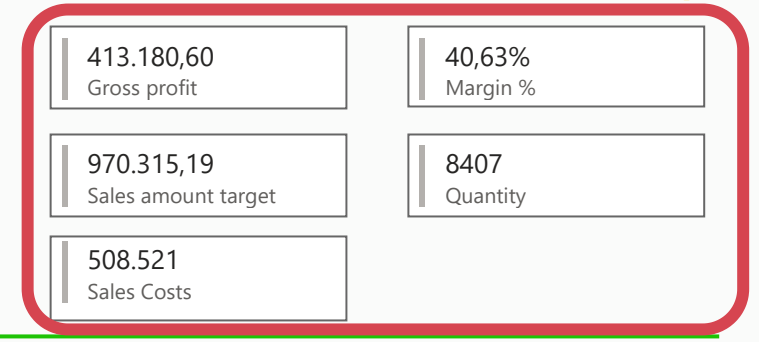 413.180,60
Gross profit
40,63%
Margin %
970.315,19
Sales amount target
8407
Quantity
508.521
Sales Costs